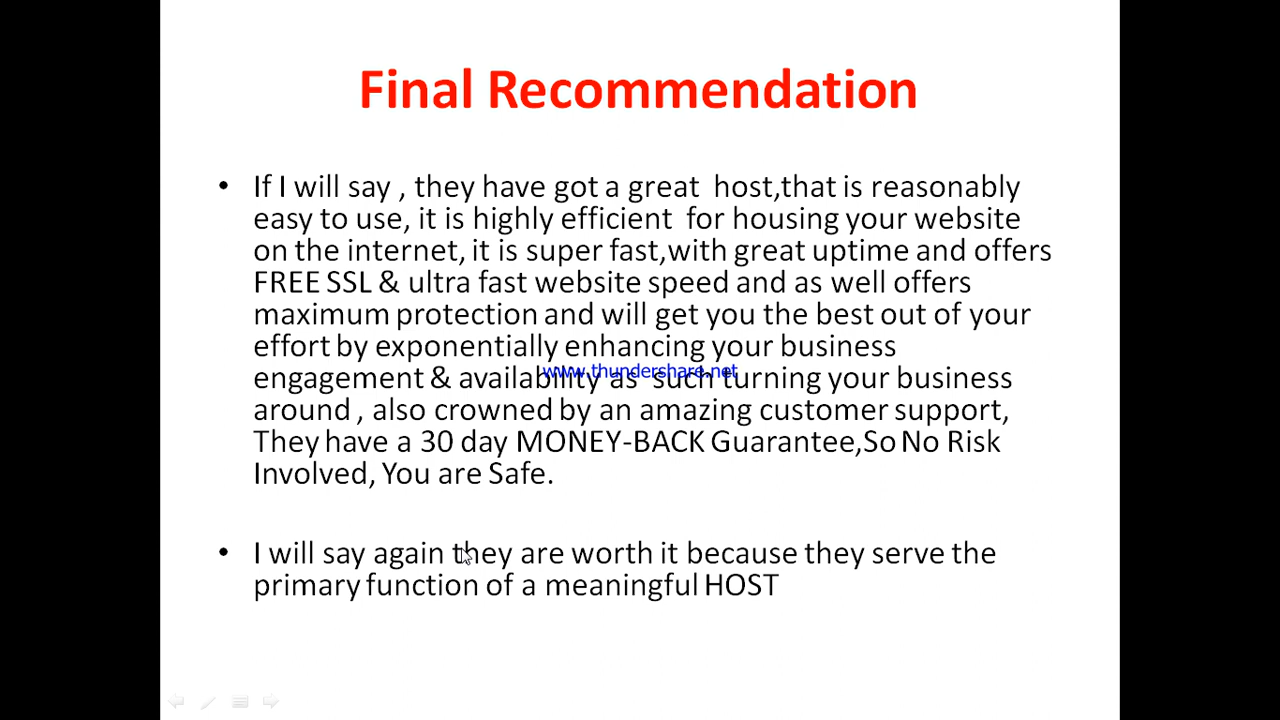 Final Recommendation
• If I will say , they have got a great host,that is reasonably
easy to use, it is highly efficient for housing your website
on the internet, it is super fast,with great uptime and offers
FREE SSL & ultra fast website speed and as well offers
maximum protection and will get you the best out of your
effort by exponentially enhancing your business
www.thundershare.net
engagement & availability as such turning your business
around , also crowned by an amazing customer support,
They have a 30 day MONEY-BACK Guarantee,So No Risk
Involved, You are Safe.
• I will say again they are worth it because they serve the
primary function of a meaningful HOST